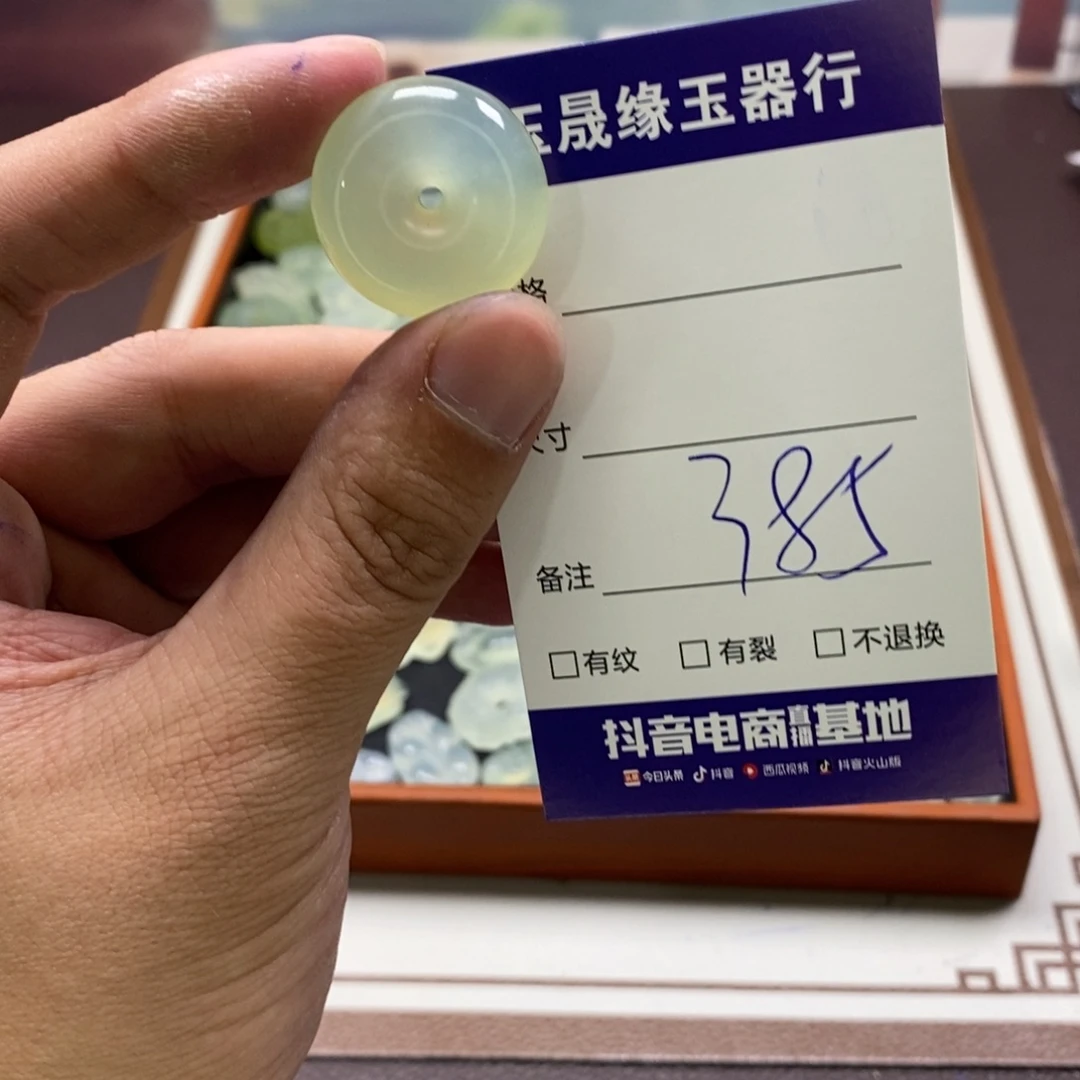 玉晟缘玉器行
格
尺寸
备注 385
有纹 有裂 不退换
抖音电商直播基地
今日头条 抖音 西瓜视频 抖音火山版